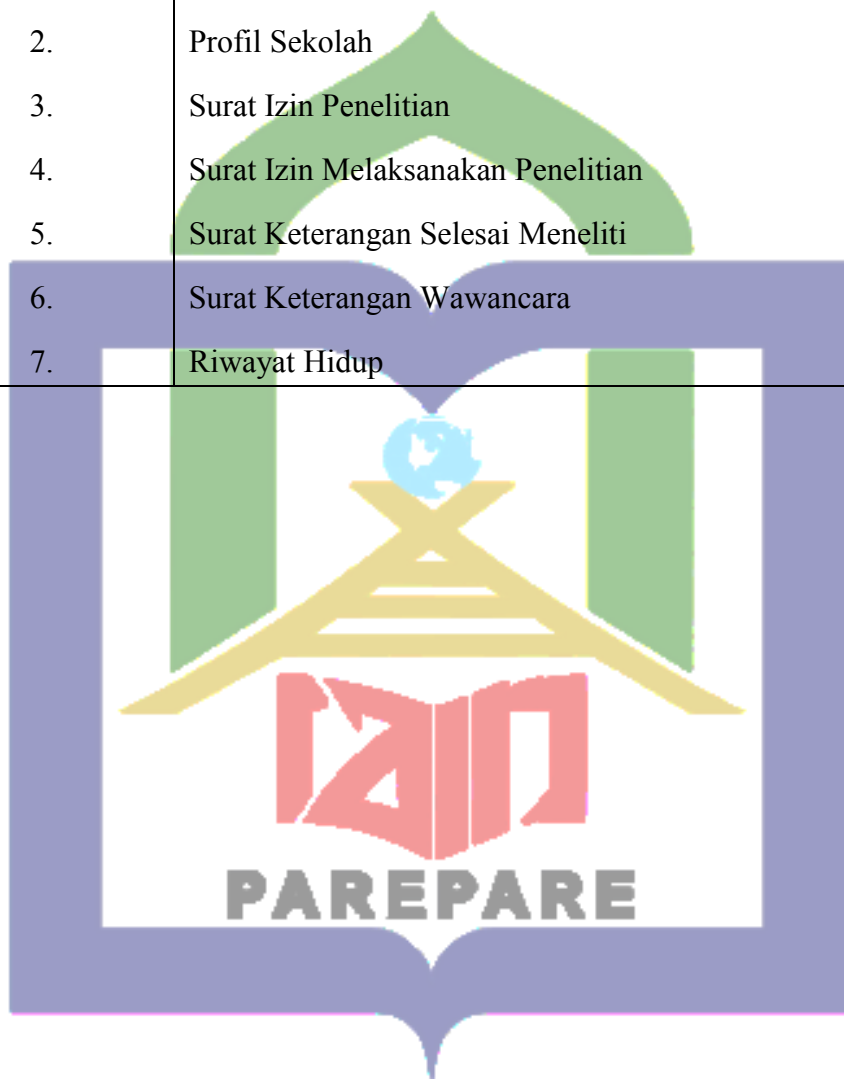 2. Profil Sekolah
3. Surat Izin Penelitian
4. Surat Izin Melaksanakan Penelitian
5. Surat Keterangan Selesai Meneliti
6. Surat Keterangan Wawancara
7. Riwayat Hidup
iain
PAREPARE